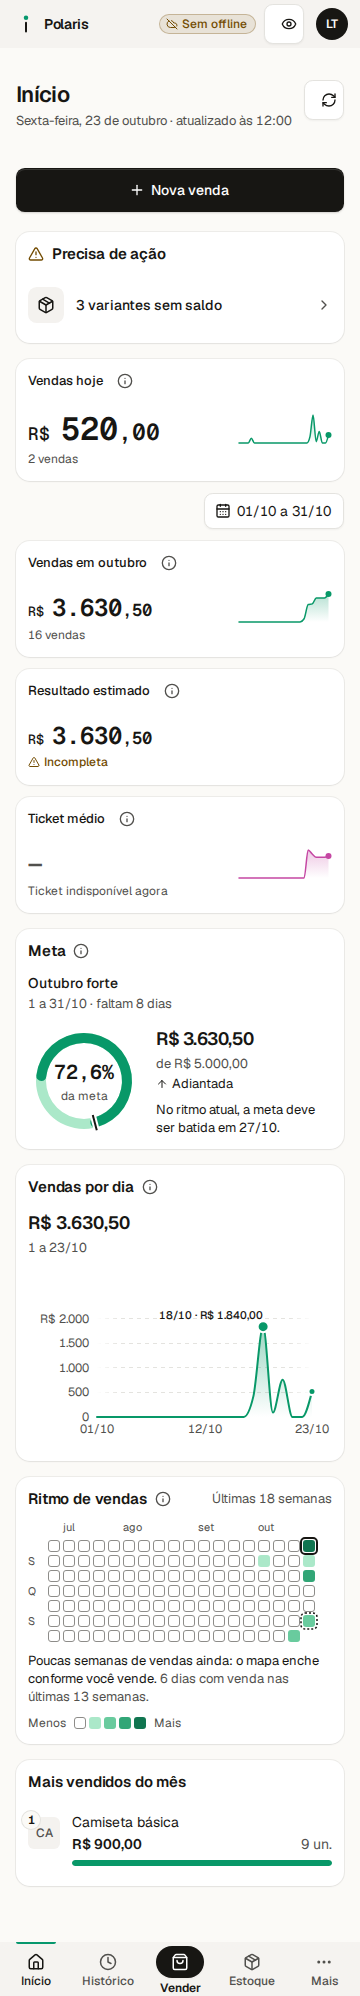 Polaris
Sem offline
LT
Início
Sexta-feira, 23 de outubro · atualizado às 12:00
Nova venda
Precisa de ação
3 variantes sem saldo
Vendas hoje
R$ 520,00
2 vendas
01/10 a 31/10
Vendas em outubro
R$ 3.630,50
16 vendas
Resultado estimado
R$ 3.630,50
Incompleta
Ticket médio
—
Ticket indisponível agora
Meta
Outubro forte
1 a 31/10 · faltam 8 dias
72,6%
da meta
R$ 3.630,50
de R$ 5.000,00
Adiantada
No ritmo atual, a meta deve
ser batida em 27/10.
Vendas por dia
R$ 3.630,50
1 a 23/10
18/10 · R$ 1.840,00
R$ 2.000
1.500
1.000
500
0
01/10 12/10 23/10
Ritmo de vendas
Últimas 18 semanas
jul ago set out
S
Q
S
Poucas semanas de vendas ainda: o mapa enche
conforme você vende. 6 dias com venda nas
últimas 13 semanas.
Menos Mais
Mais vendidos do mês
1
CA
Camiseta básica
R$ 900,00 9 un.
Início Histórico Vender Estoque Mais